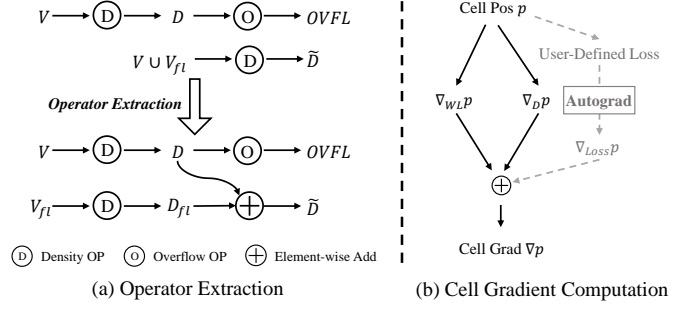 V D D O OVFL
V ∪ V_fl D D̃
Operator Extraction
V D D O OVFL
V_fl D D_fl + D̃
D Density OP O Overflow OP + Element-wise Add
(a) Operator Extraction
Cell Pos p
User-Defined Loss
∇_WL p ∇_D p Autograd
∇_Loss p
+
Cell Grad ∇p
(b) Cell Gradient Computation